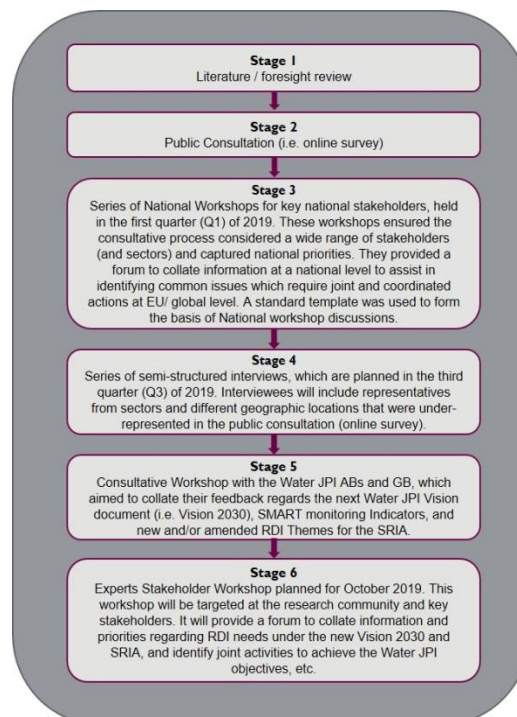 Stage 1
Literature / foresight review
Stage 2
Public Consultation (i.e. online survey)
Stage 3
Series of National Workshops for key national stakeholders, held
in the first quarter (Q1) of 2019. These workshops ensured the
consultative process considered a wide range of stakeholders
(and sectors) and captured national priorities. They provided a
forum to collate information at a national level to assist in
identifying common issues which require joint and coordinated
actions at EU/ global level. A standard template was used to form
the basis of National workshop discussions.
Stage 4
Series of semi-structured interviews, which are planned in the third
quarter (Q3) of 2019. Interviewees will include representatives
from sectors and different geographic locations that were under-
represented in the public consultation (online survey).
Stage 5
Consultative Workshop with the Water JPI ABs and GB, which
aimed to collate their feedback regards the next Water JPI Vision
document (i.e. Vision 2030), SMART monitoring Indicators, and
new and/or amended RDI Themes for the SRIA.
Stage 6
Experts Stakeholder Workshop planned for October 2019. This
workshop will be targeted at the research community and key
stakeholders. It will provide a forum to collate information and
priorities regarding RDI needs under the new Vision 2030 and
SRIA, and identify joint activities to achieve the Water JPI
objectives, etc.